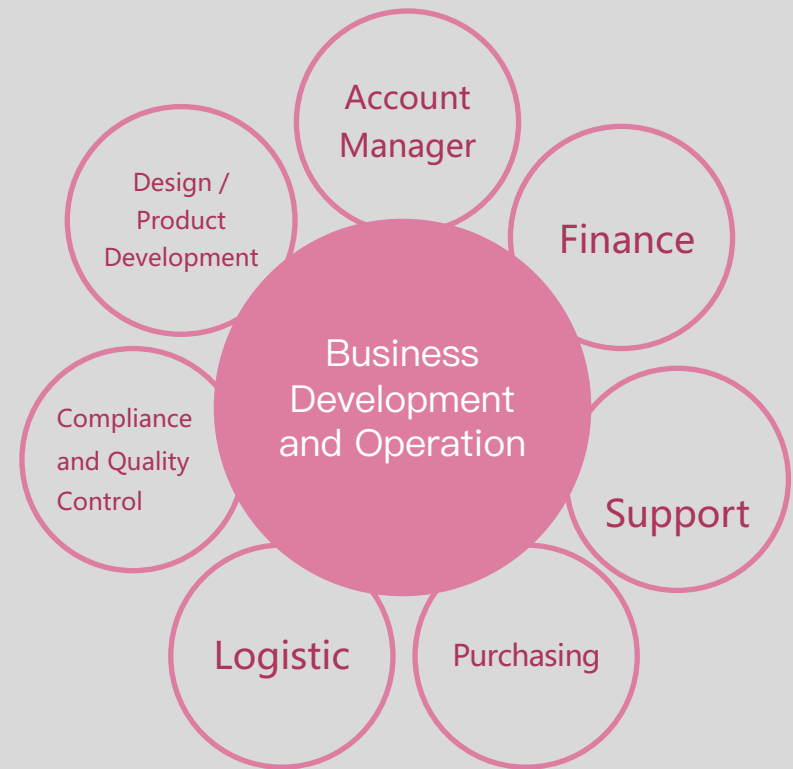 Account
Manager
Design /
Product
Development
Finance
Business
Development
and Operation
Compliance
and Quality
Control
Support
Logistic
Purchasing